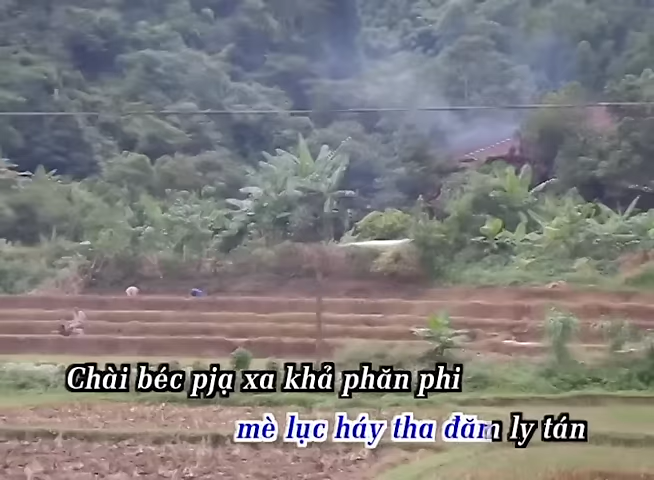 Chài béc pjạ xa khả phăn phi
mè lục háy tha đăm ly tán